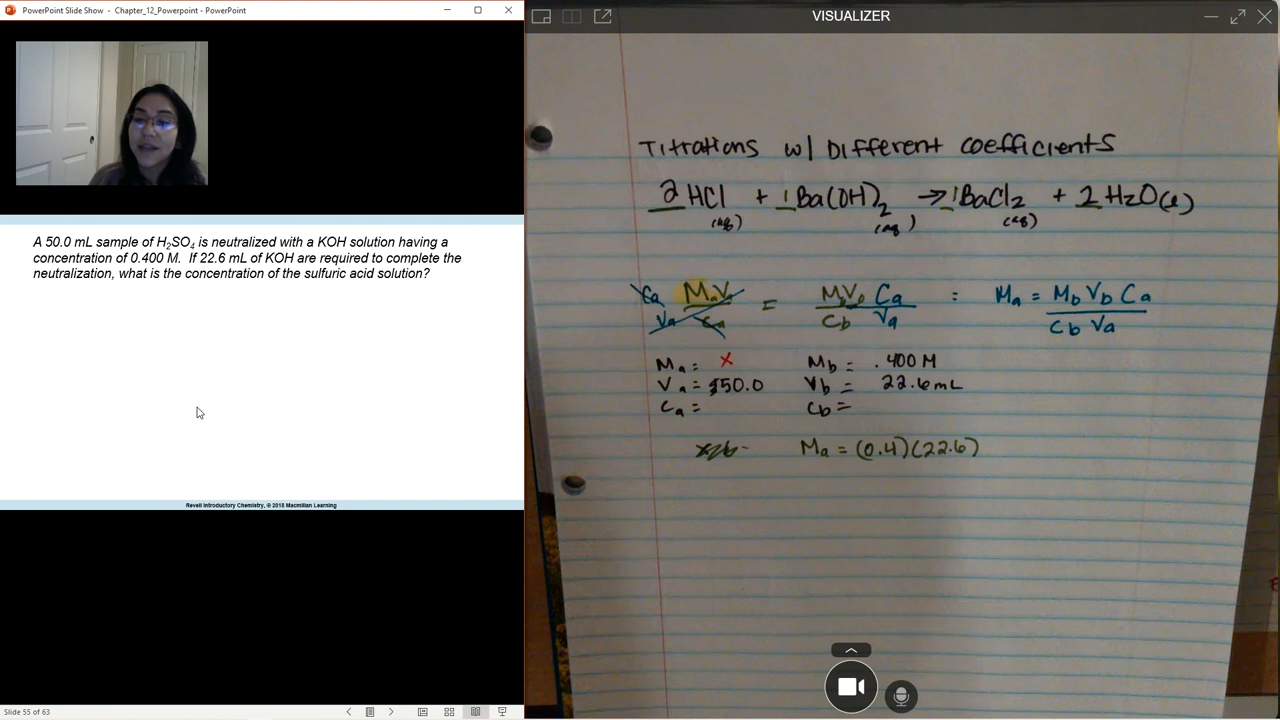 PowerPoint Slide Show - Chapter_12_Powerpoint - PowerPoint
A 50.0 mL sample of H₂SO₄ is neutralized with a KOH solution having a
concentration of 0.400 M. If 22.6 mL of KOH are required to complete the
neutralization, what is the concentration of the sulfuric acid solution?
Revell Introductory Chemistry, © 2018 Macmillan Learning
Slide 55 of 63
VISUALIZER
Titrations w/ Different coefficients
2 HCl (aq) + 1 Ba(OH)₂ (aq) → 1 BaCl₂ (aq) + 2 H₂O(l)
Ca MaVa = MbVb Ca = Ma = Mb Vb Ca
Va Ca Cb Va Cb Va
Ma = x Mb = .400 M
Va = 50.0 Vb = 22.6 mL
Ca = Cb =
Ma = (0.4)(22.6)